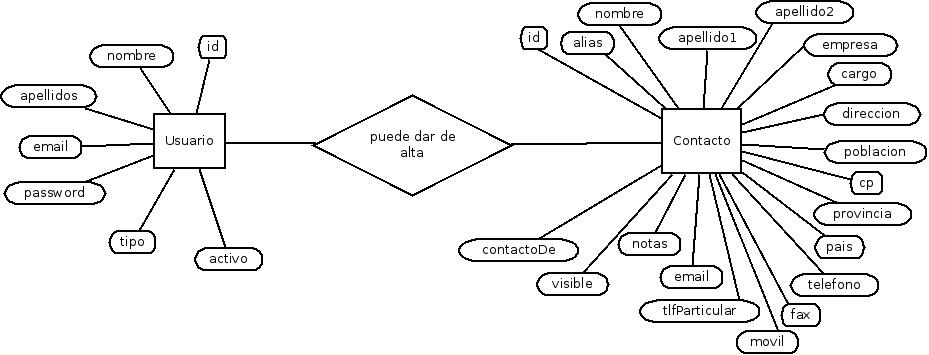 nombre
id
apellidos
email
password
tipo
activo
Usuario
puede dar de
alta
Contacto
id
alias
nombre
apellido1
apellido2
empresa
cargo
direccion
poblacion
cp
provincia
pais
telefono
fax
movil
tlfParticular
email
notas
visible
contactoDe